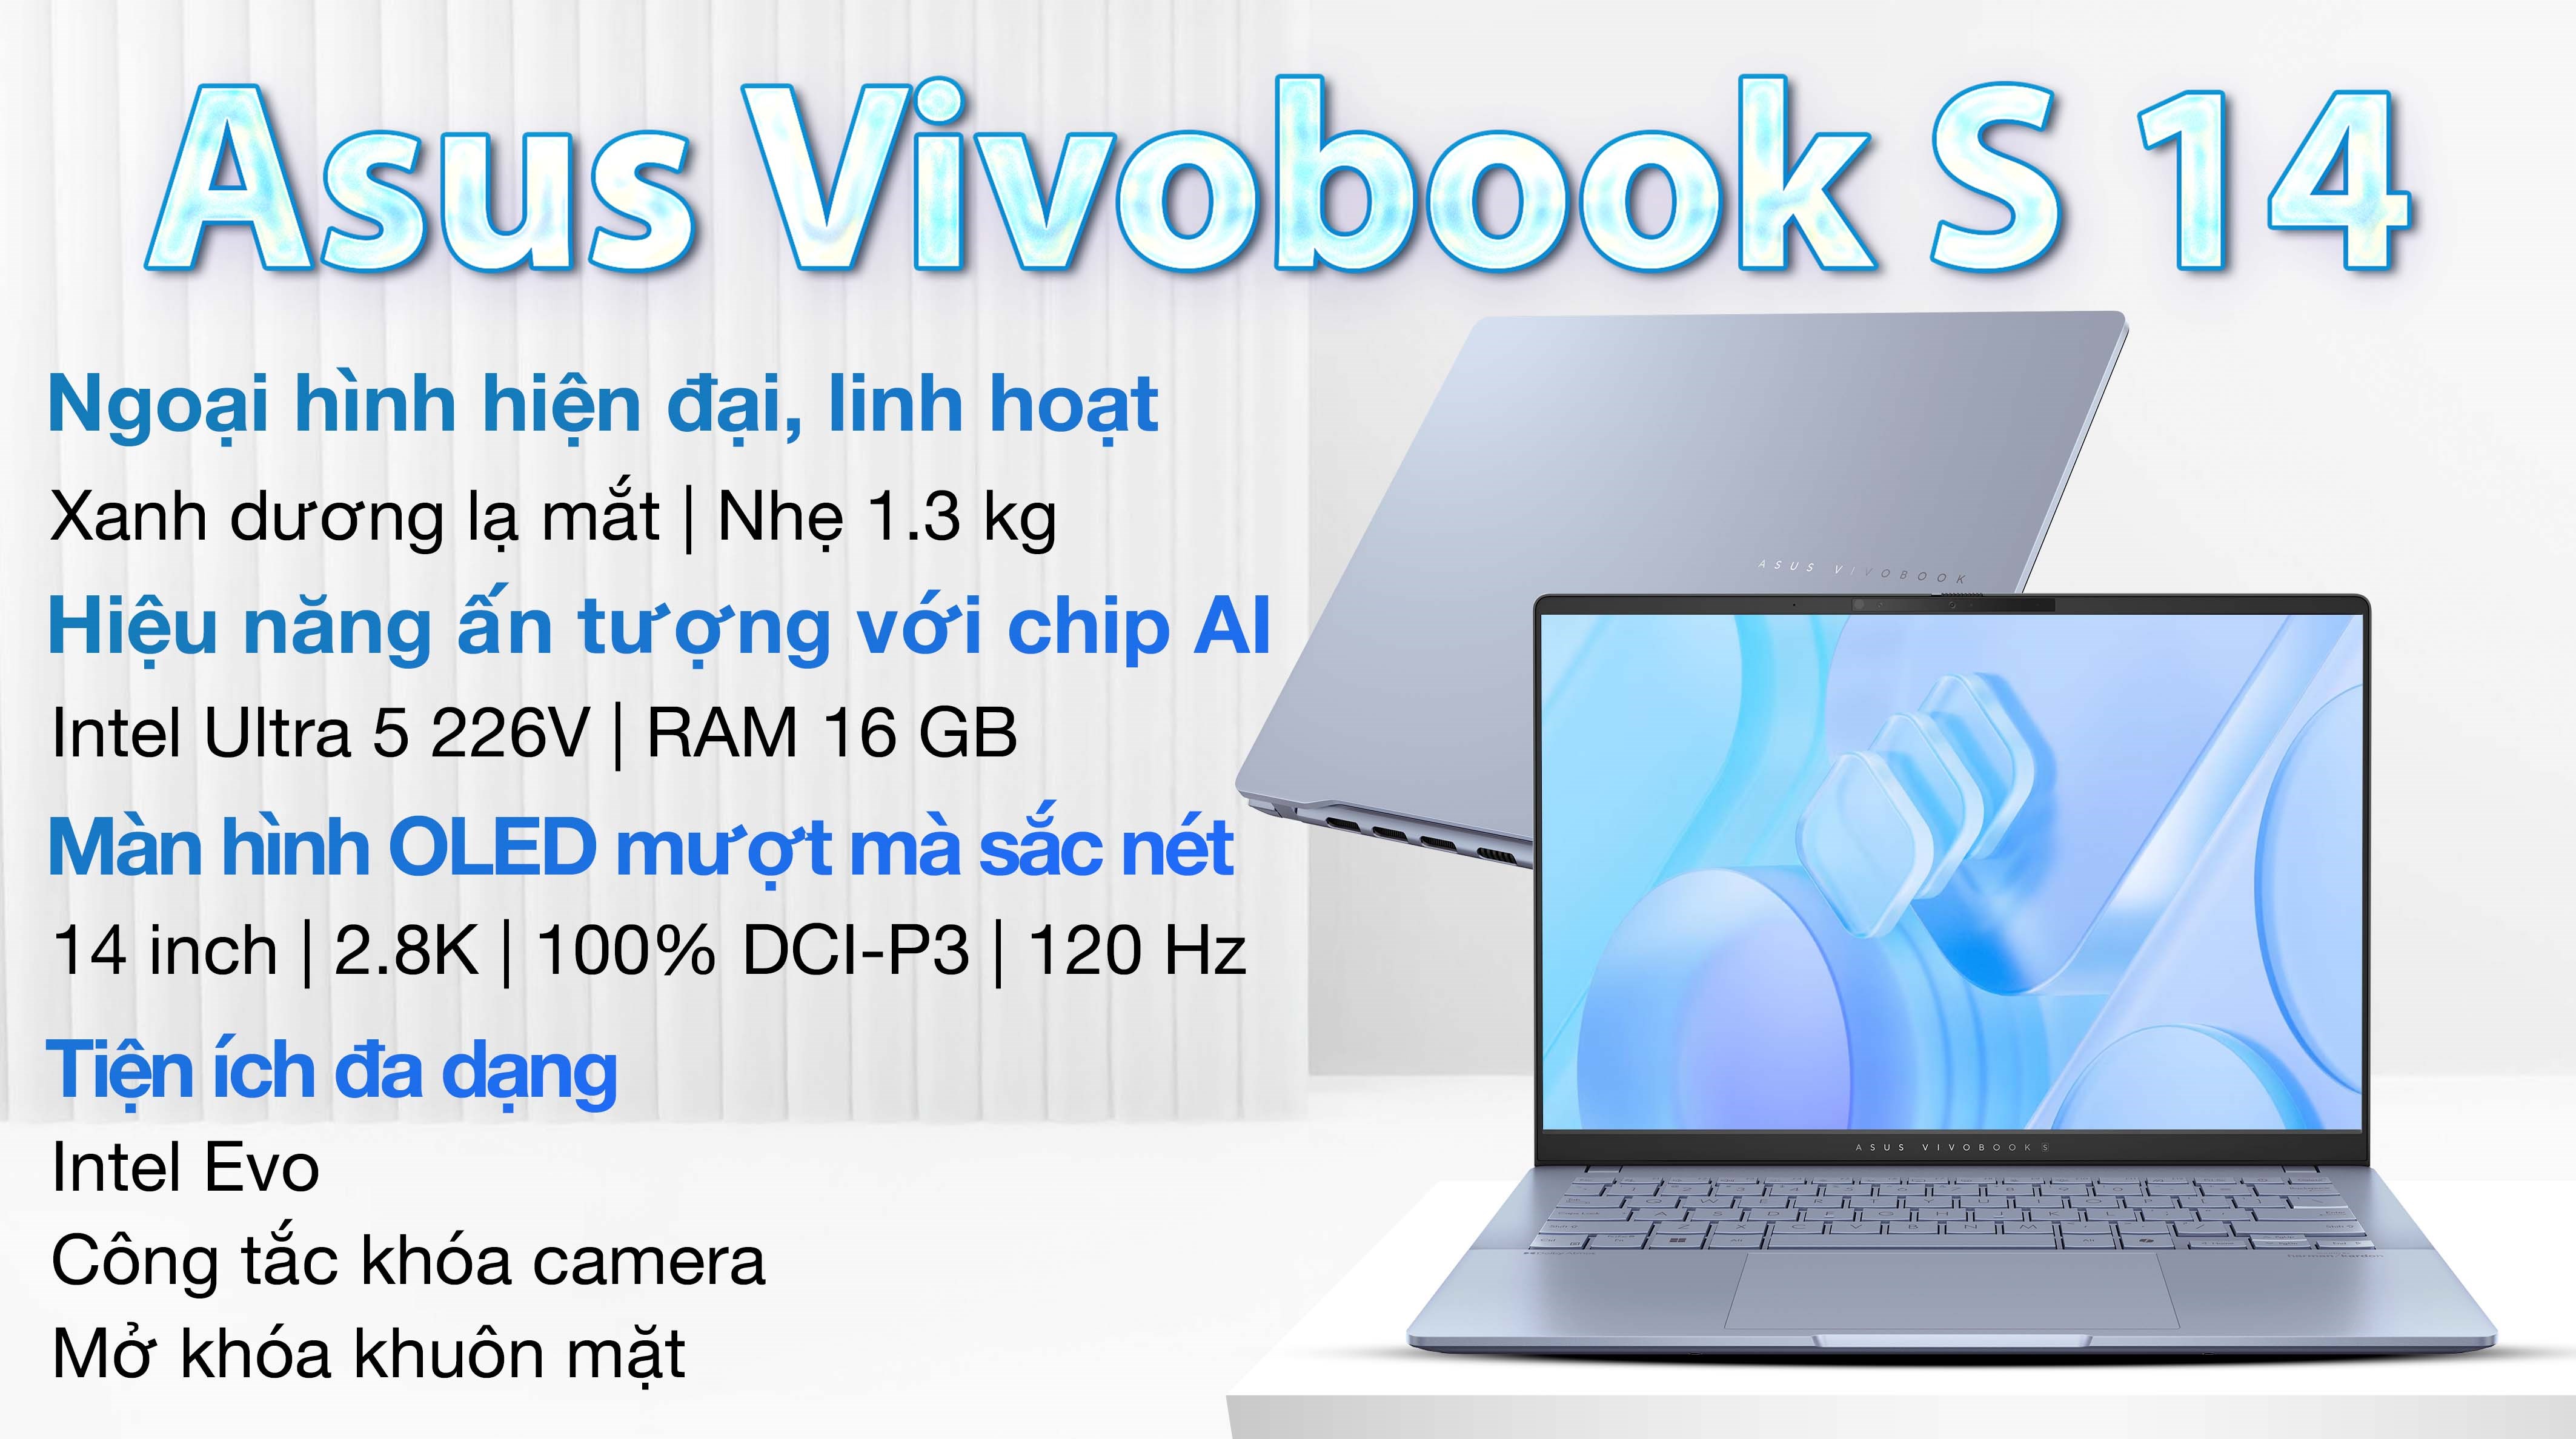 Asus Vivobook S 14
Ngoại hình hiện đại, linh hoạt
Xanh dương lạ mắt | Nhẹ 1.3 kg
Hiệu năng ấn tượng với chip AI
Intel Ultra 5 226V | RAM 16 GB
Màn hình OLED mượt mà sắc nét
14 inch | 2.8K | 100% DCI-P3 | 120 Hz
Tiện ích đa dạng
Intel Evo
Công tắc khóa camera
Mở khóa khuôn mặt
ASUS VIVOBOOK
ASUS VIVOBOOK S
harman/kardon